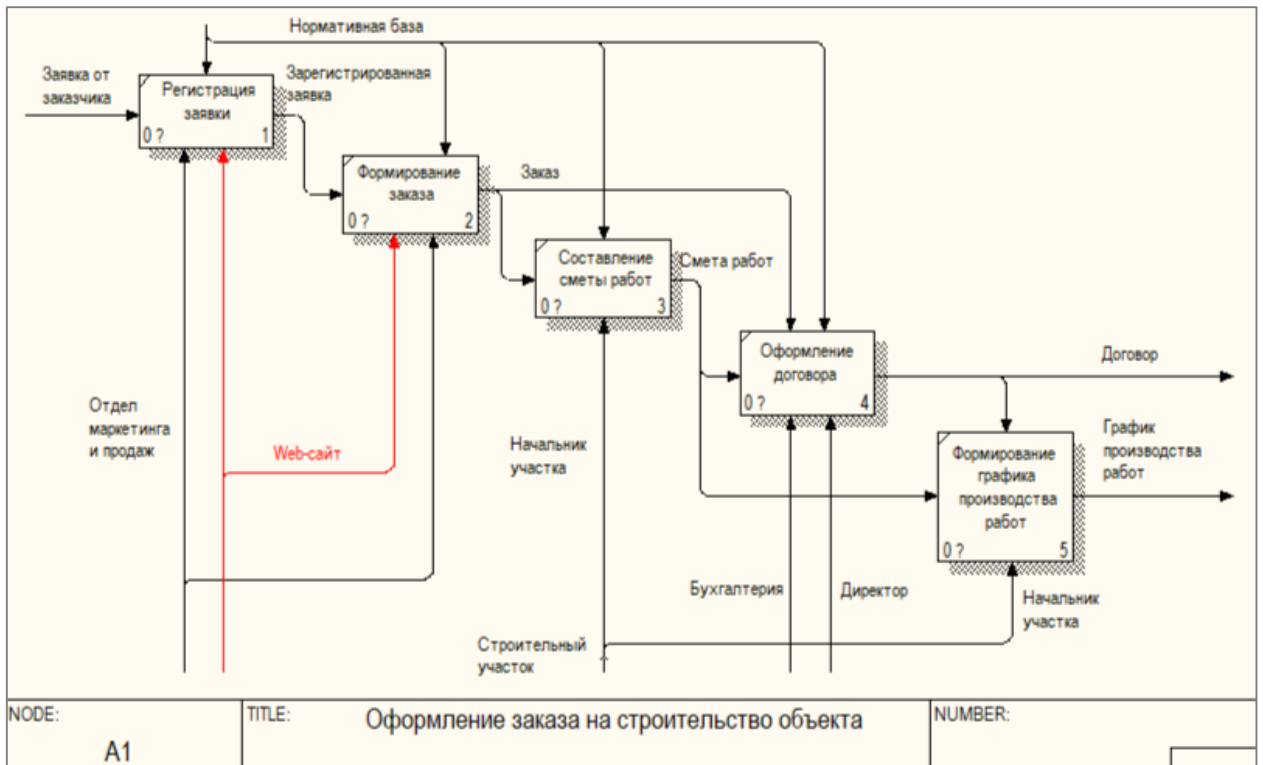 Нормативная база
Заявка от
заказчика
Регистрация
заявки
0 ?
1
Зарегистрированная
заявка
Формирование
заказа
0 ?
2
Заказ
Составление
сметы работ
0 ?
3
Смета работ
Оформление
договора
0 ?
4
Договор
Формирование
графика
производства
работ
0 ?
5
График
производства
работ
Отдел
маркетинга
и продаж
Web-сайт
Начальник
участка
Бухгалтерия
Директор
Начальник
участка
Строительный
участок
NODE:
A1
TITLE:
Оформление заказа на строительство объекта
NUMBER: